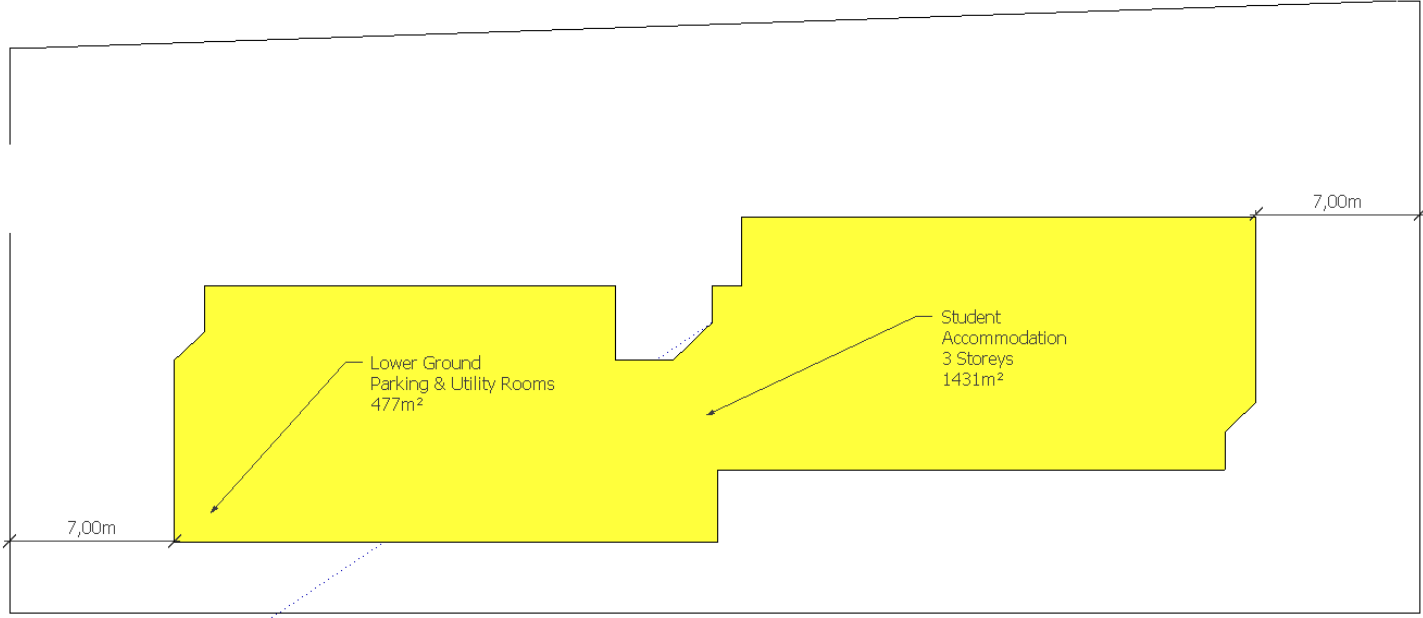 7,00m
Student
Accommodation
3 Storeys
1431m²
Lower Ground
Parking & Utility Rooms
477m²
7,00m